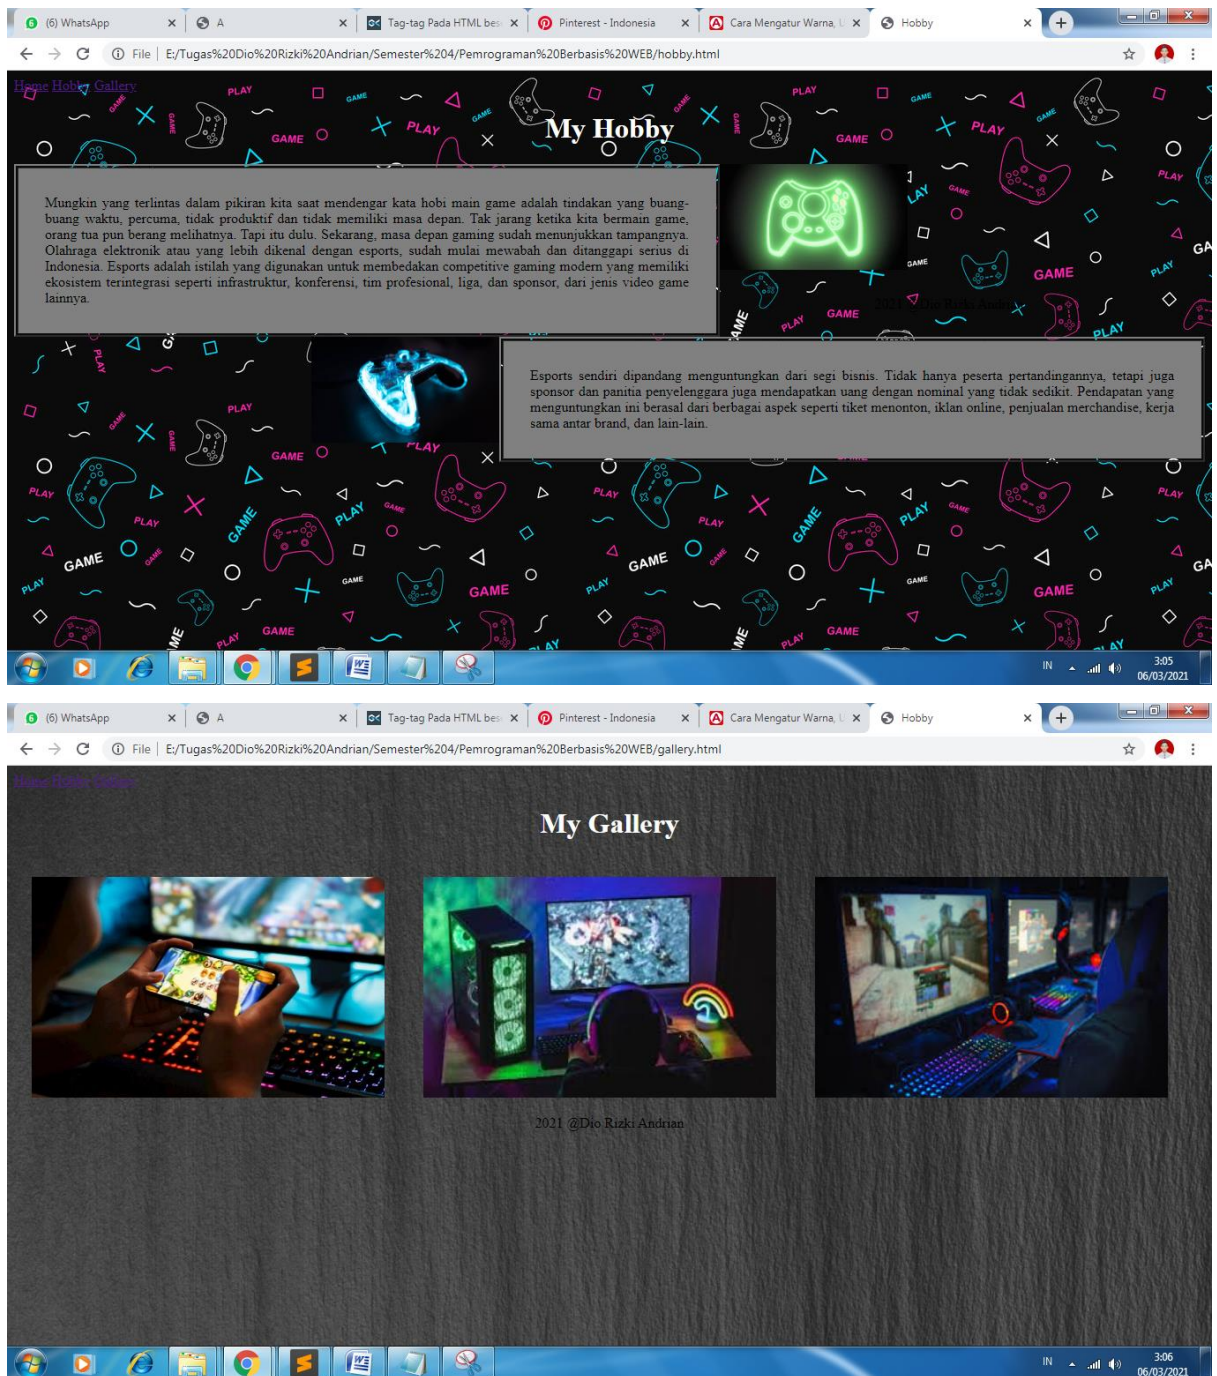 (6) WhatsApp
A
Tag-tag Pada HTML bes
Pinterest - Indonesia
Cara Mengatur Warna, U
Hobby
File | E:/Tugas%20Dio%20Rizki%20Andrian/Semester%204/Pemrograman%20Berbasis%20WEB/hobby.html
Home Hobby Gallery
My Hobby
Mungkin yang terlintas dalam pikiran kita saat mendengar kata hobi main game adalah tindakan yang buang-
buang waktu, percuma, tidak produktif dan tidak memiliki masa depan. Tak jarang ketika kita bermain game,
orang tua pun berang melihatnya. Tapi itu dulu. Sekarang, masa depan gaming sudah menunjukkan tampangnya.
Olahraga elektronik atau yang lebih dikenal dengan esports, sudah mulai mewabah dan ditanggapi serius di
Indonesia. Esports adalah istilah yang digunakan untuk membedakan competitive gaming modern yang memiliki
ekosistem terintegrasi seperti infrastruktur, konferensi, tim profesional, liga, dan sponsor, dari jenis video game
lainnya.
2021 @Dio Rizki Andrian
Esports sendiri dipandang menguntungkan dari segi bisnis. Tidak hanya peserta pertandingannya, tetapi juga
sponsor dan panitia penyelenggara juga mendapatkan uang dengan nominal yang tidak sedikit. Pendapatan yang
menguntungkan ini berasal dari berbagai aspek seperti tiket menonton, iklan online, penjualan merchandise, kerja
sama antar brand, dan lain-lain.
PLAY
GAME
IN
3:05
06/03/2021
(6) WhatsApp
A
Tag-tag Pada HTML bes
Pinterest - Indonesia
Cara Mengatur Warna, U
Hobby
File | E:/Tugas%20Dio%20Rizki%20Andrian/Semester%204/Pemrograman%20Berbasis%20WEB/gallery.html
Home Hobby Gallery
My Gallery
2021 @Dio Rizki Andrian
IN
3:06
06/03/2021